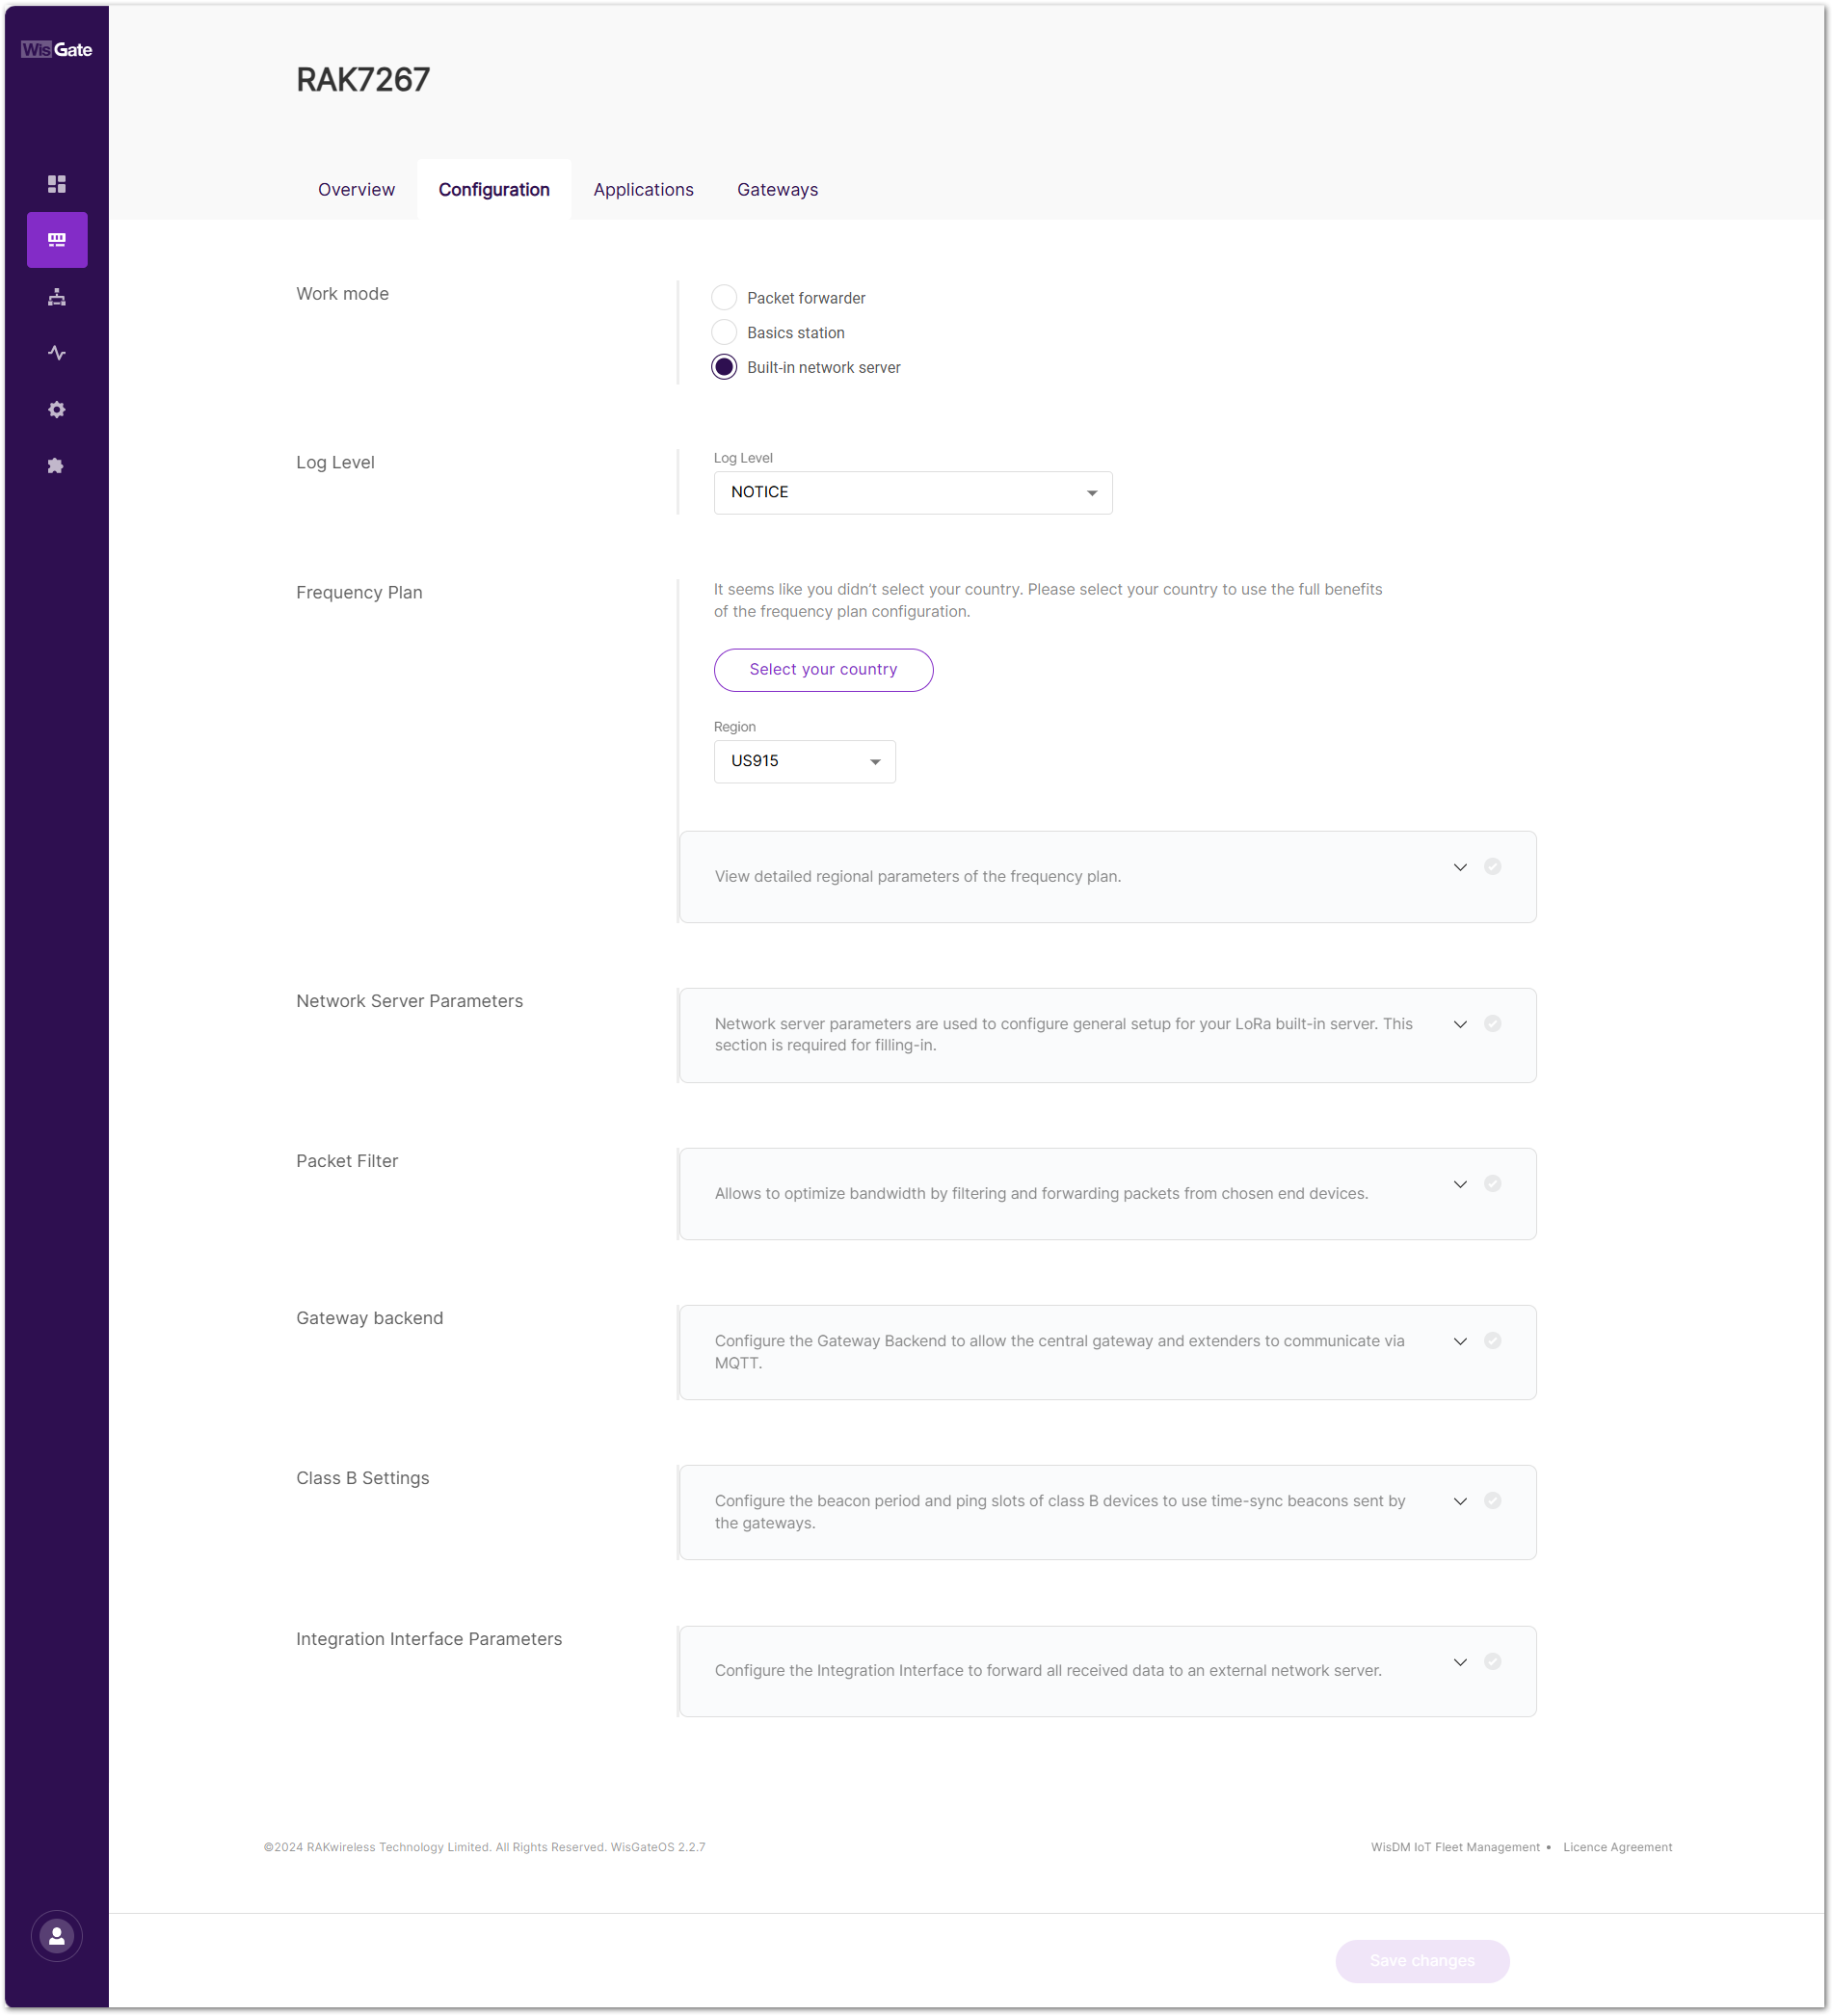 WisGate
RAK7267
Overview
Configuration
Applications
Gateways
Work mode
Packet forwarder
Basics station
Built-in network server
Log Level
Log Level
NOTICE
Frequency Plan
It seems like you didn’t select your country. Please select your country to use the full benefits
of the frequency plan configuration.
Select your country
Region
US915
View detailed regional parameters of the frequency plan.
Network Server Parameters
Network server parameters are used to configure general setup for your LoRa built-in server. This
section is required for filling-in.
Packet Filter
Allows to optimize bandwidth by filtering and forwarding packets from chosen end devices.
Gateway backend
Configure the Gateway Backend to allow the central gateway and extenders to communicate via
MQTT.
Class B Settings
Configure the beacon period and ping slots of class B devices to use time-sync beacons sent by
the gateways.
Integration Interface Parameters
Configure the Integration Interface to forward all received data to an external network server.
©2024 RAKwireless Technology Limited. All Rights Reserved. WisGateOS 2.2.7
WisDM IoT Fleet Management • Licence Agreement
Save changes